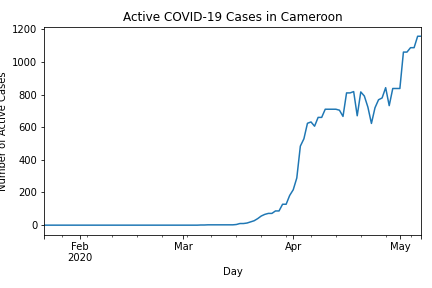 Active COVID-19 Cases in Cameroon
Number of Active Cases
1200
1000
800
600
400
200
0
Feb
2020
Mar
Apr
May
Day